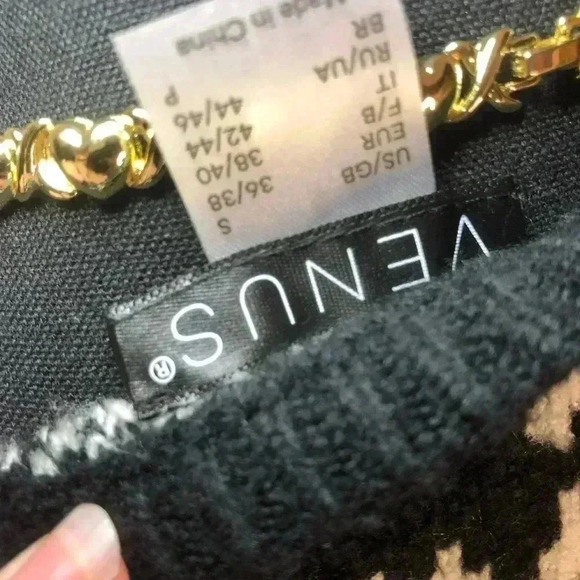 VENUS®
US/GB S
EUR 36/38
F/B 38/40
IT 42/44
RU/UA 44/46
BR P
Made in China